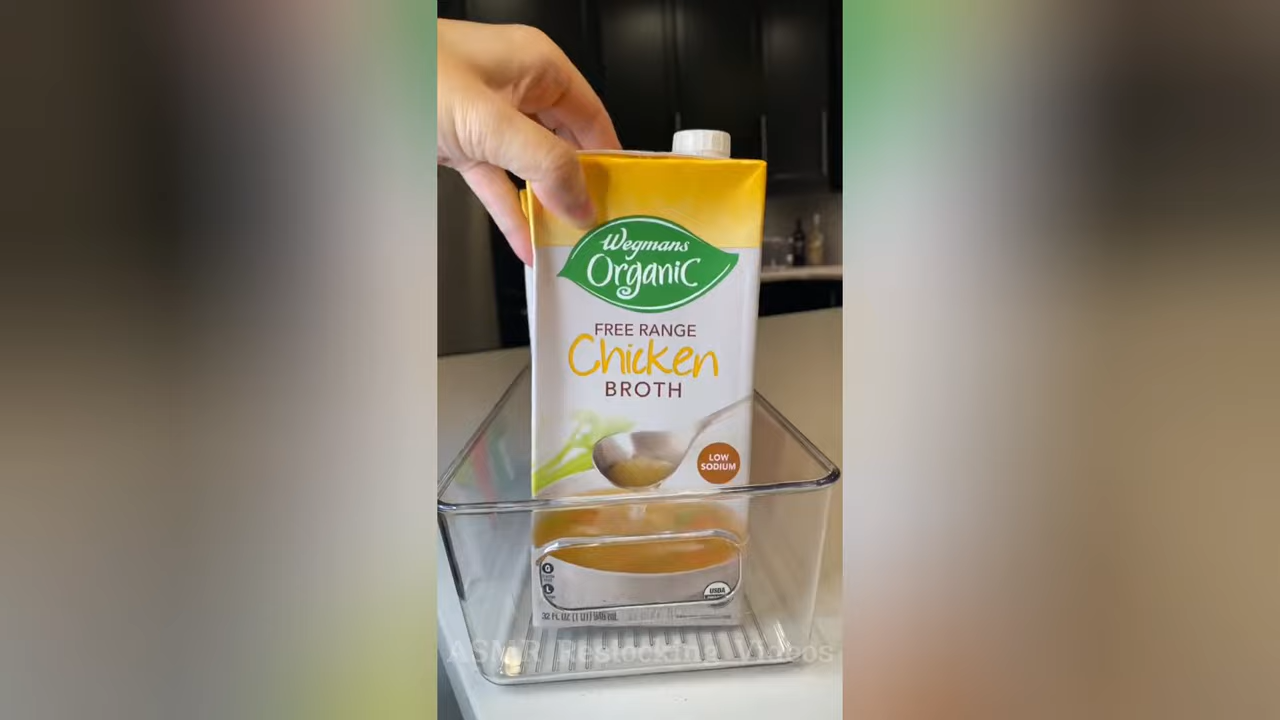 Wegmans
Organic
FREE RANGE
Chicken
BROTH
LOW
SODIUM
G
L
USDA
32 FL OZ (1 QT) 946 mL
ASMR Restocking Videos